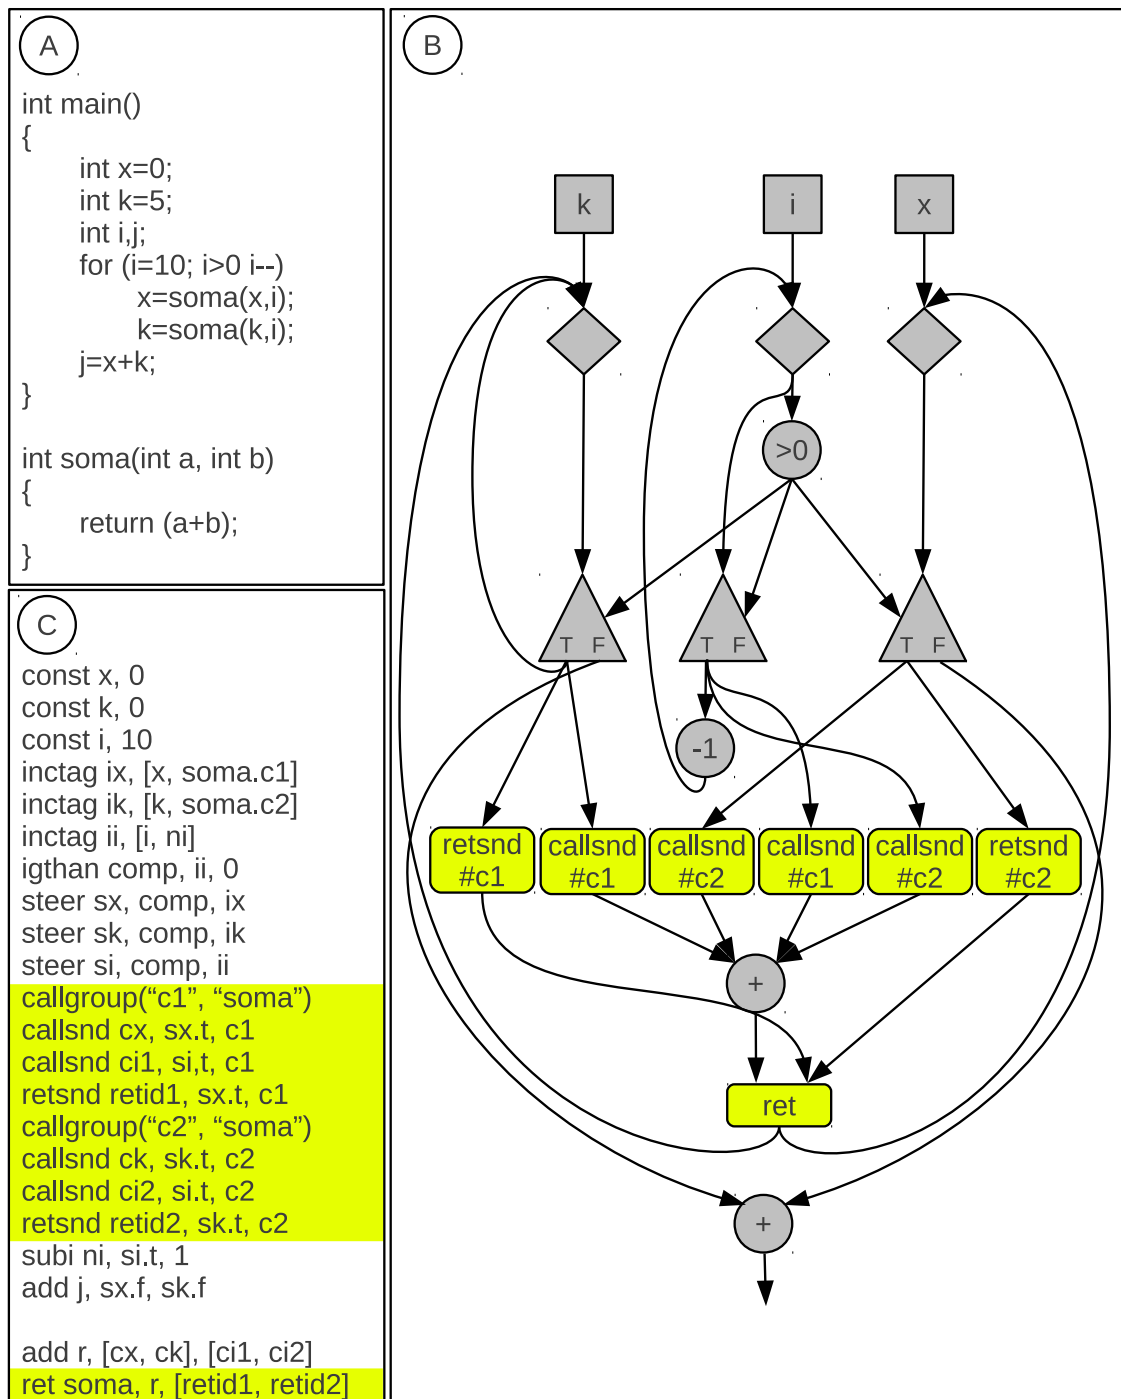 A
int main()
{
int x=0;
int k=5;
int i,j;
for (i=10; i>0 i--)
x=soma(x,i);
k=soma(k,i);
j=x+k;
}
int soma(int a, int b)
{
return (a+b);
}
B
k
i
x
>0
T F
T F
T F
-1
retsnd
#c1
callsnd
#c1
callsnd
#c2
callsnd
#c1
callsnd
#c2
retsnd
#c2
+
ret
+
C
const x, 0
const k, 0
const i, 10
inctag ix, [x, soma.c1]
inctag ik, [k, soma.c2]
inctag ii, [i, ni]
igthan comp, ii, 0
steer sx, comp, ix
steer sk, comp, ik
steer si, comp, ii
callgroup(“c1”, “soma”)
callsnd cx, sx.t, c1
callsnd ci1, si,t, c1
retsnd retid1, sx.t, c1
callgroup(“c2”, “soma”)
callsnd ck, sk.t, c2
callsnd ci2, si.t, c2
retsnd retid2, sk.t, c2
subi ni, si.t, 1
add j, sx.f, sk.f
add r, [cx, ck], [ci1, ci2]
ret soma, r, [retid1, retid2]